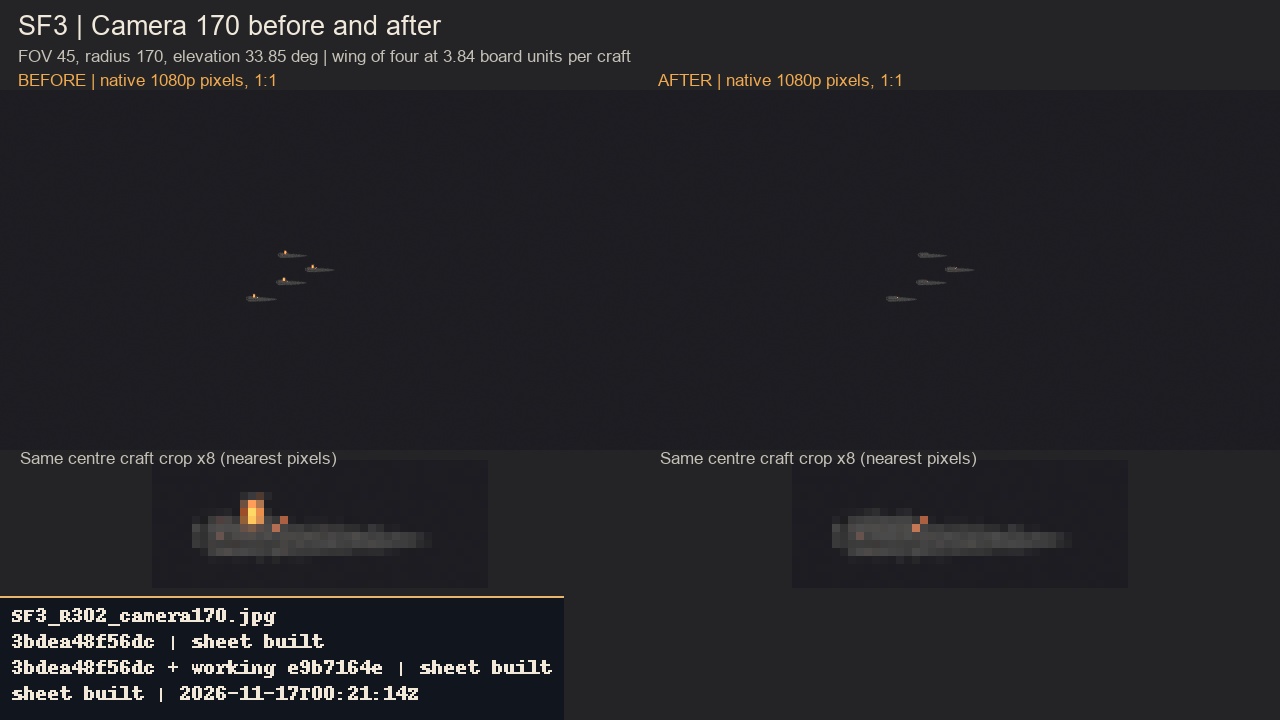 SF3 | Camera 170 before and after
FOV 45, radius 170, elevation 33.85 deg | wing of four at 3.84 board units per craft
BEFORE | native 1080p pixels, 1:1
AFTER | native 1080p pixels, 1:1
Same centre craft crop x8 (nearest pixels)
Same centre craft crop x8 (nearest pixels)
SF3_R302_camera170.jpg
3bdea48f56dc | sheet built
3bdea48f56dc + working e9b7164e | sheet built
sheet built | 2026-11-17T00:21:14Z